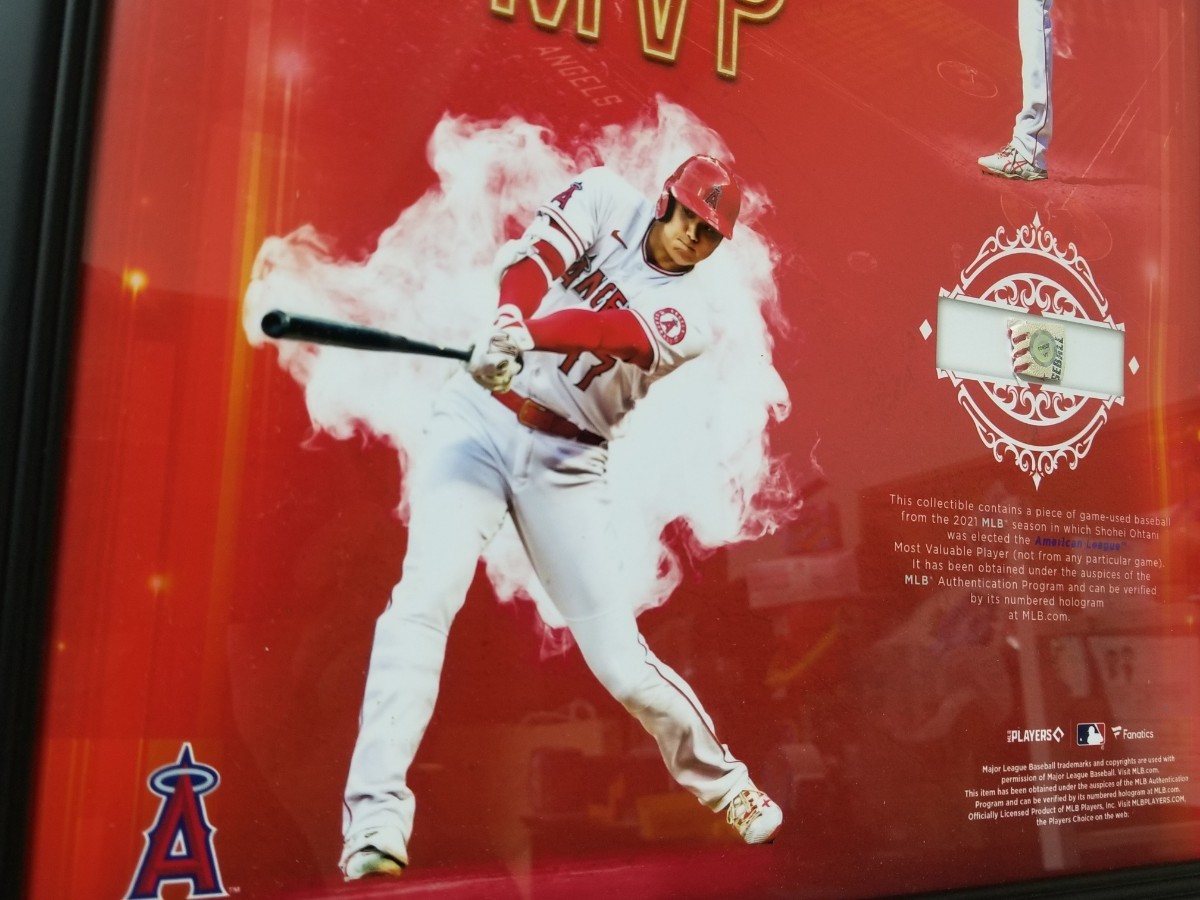 MVP
ANGELS
17
SEBALL
This collectible contains a piece of game-used baseball
from the 2021 MLB® season in which Shohei Ohtani
was elected the American League™
Most Valuable Player (not from any particular game).
It has been obtained under the auspices of the
MLB® Authentication Program and can be verified
by its numbered hologram
at MLB.com.
MLB PLAYERS
Fanatics
Major League Baseball trademarks and copyrights are used with
permission of Major League Baseball. Visit MLB.com.
This item has been obtained under the auspices of the MLB Authentication
Program and can be verified by its numbered hologram at MLB.com.
Officially Licensed Product of MLB Players, Inc. Visit MLBPLAYERS.COM,
the Players Choice on the web.
A
TM